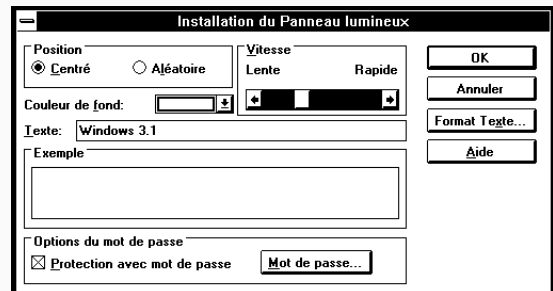 Installation du Panneau lumineux
Position
Centré Aléatoire
Vitesse
Lente Rapide
OK
Annuler
Format Texte...
Aide
Couleur de fond:
Texte: Windows 3.1
Exemple
Options du mot de passe
Protection avec mot de passe Mot de passe...